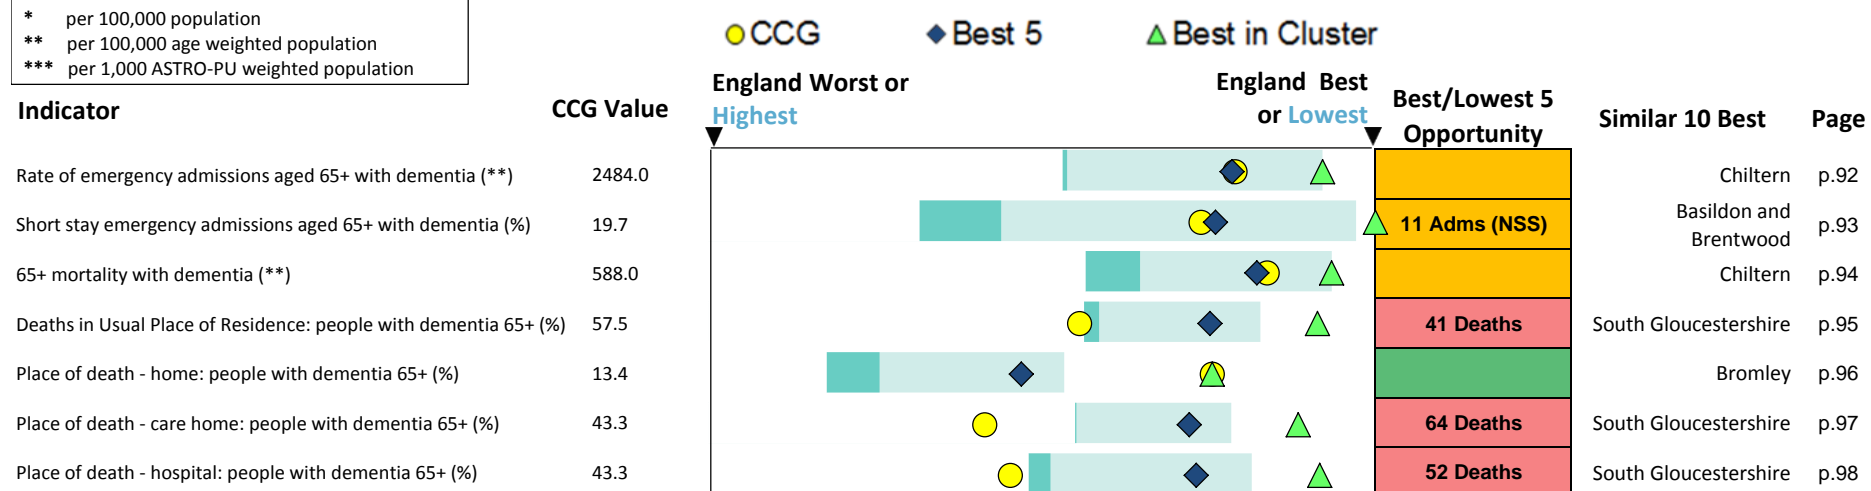 * per 100,000 population
** per 100,000 age weighted population
*** per 1,000 ASTRO-PU weighted population
CCG Best 5 Best in Cluster
Indicator CCG Value England Worst or Highest England Best or Lowest Best/Lowest 5 Opportunity Similar 10 Best Page
Rate of emergency admissions aged 65+ with dementia (**) 2484.0 Chiltern p.92
Short stay emergency admissions aged 65+ with dementia (%) 19.7 11 Adms (NSS) Basildon and Brentwood p.93
65+ mortality with dementia (**) 588.0 Chiltern p.94
Deaths in Usual Place of Residence: people with dementia 65+ (%) 57.5 41 Deaths South Gloucestershire p.95
Place of death - home: people with dementia 65+ (%) 13.4 Bromley p.96
Place of death - care home: people with dementia 65+ (%) 43.3 64 Deaths South Gloucestershire p.97
Place of death - hospital: people with dementia 65+ (%) 43.3 52 Deaths South Gloucestershire p.98